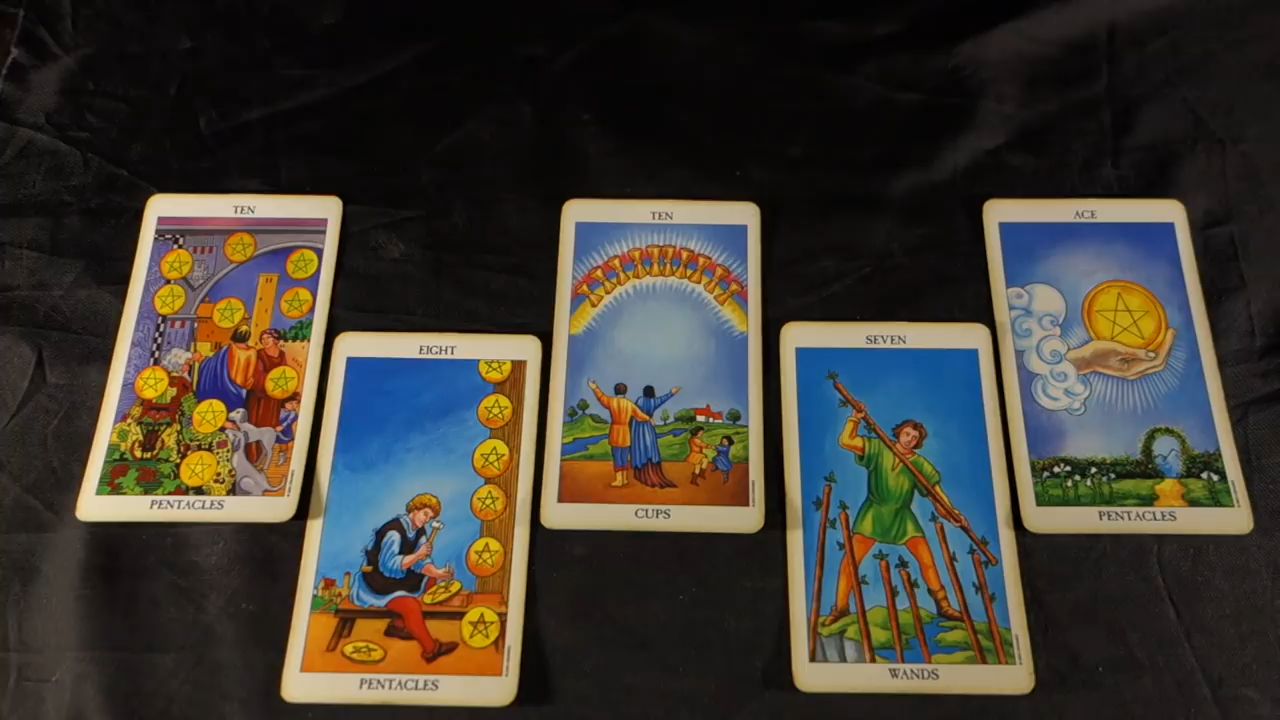 TEN
PENTACLES
EIGHT
PENTACLES
TEN
CUPS
SEVEN
WANDS
ACE
PENTACLES